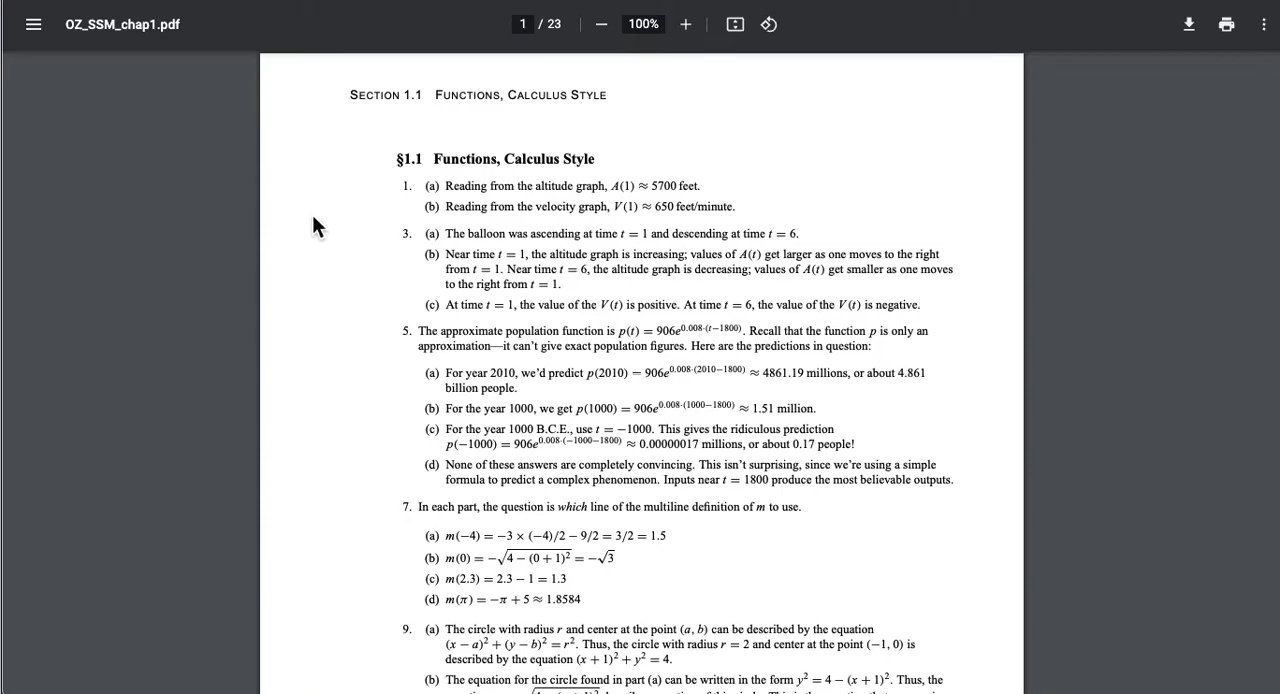 OZ_SSM_chap1.pdf 1 / 23 100%
SECTION 1.1 FUNCTIONS, CALCULUS STYLE
§1.1 Functions, Calculus Style
1. (a) Reading from the altitude graph, A(1) ≈ 5700 feet.
(b) Reading from the velocity graph, V(1) ≈ 650 feet/minute.
3. (a) The balloon was ascending at time t = 1 and descending at time t = 6.
(b) Near time t = 1, the altitude graph is increasing; values of A(t) get larger as one moves to the right
from t = 1. Near time t = 6, the altitude graph is decreasing; values of A(t) get smaller as one moves
to the right from t = 1.
(c) At time t = 1, the value of the V(t) is positive. At time t = 6, the value of the V(t) is negative.
5. The approximate population function is p(t) = 906e^0.008·(t−1800). Recall that the function p is only an
approximation—it can't give exact population figures. Here are the predictions in question:
(a) For year 2010, we'd predict p(2010) = 906e^0.008·(2010−1800) ≈ 4861.19 millions, or about 4.861
billion people.
(b) For the year 1000, we get p(1000) = 906e^0.008·(1000−1800) ≈ 1.51 million.
(c) For the year 1000 B.C.E., use t = −1000. This gives the ridiculous prediction
p(−1000) = 906e^0.008·(−1000−1800) ≈ 0.00000017 millions, or about 0.17 people!
(d) None of these answers are completely convincing. This isn't surprising, since we're using a simple
formula to predict a complex phenomenon. Inputs near t = 1800 produce the most believable outputs.
7. In each part, the question is which line of the multiline definition of m to use.
(a) m(−4) = −3 × (−4)/2 − 9/2 = 3/2 = 1.5
(b) m(0) = −√(4 − (0 + 1)²) = −√3
(c) m(2.3) = 2.3 − 1 = 1.3
(d) m(π) = −π + 5 ≈ 1.8584
9. (a) The circle with radius r and center at the point (a, b) can be described by the equation
(x − a)² + (y − b)² = r². Thus, the circle with radius r = 2 and center at the point (−1, 0) is
described by the equation (x + 1)² + y² = 4.
(b) The equation for the circle found in part (a) can be written in the form y² = 4 − (x + 1)². Thus, the